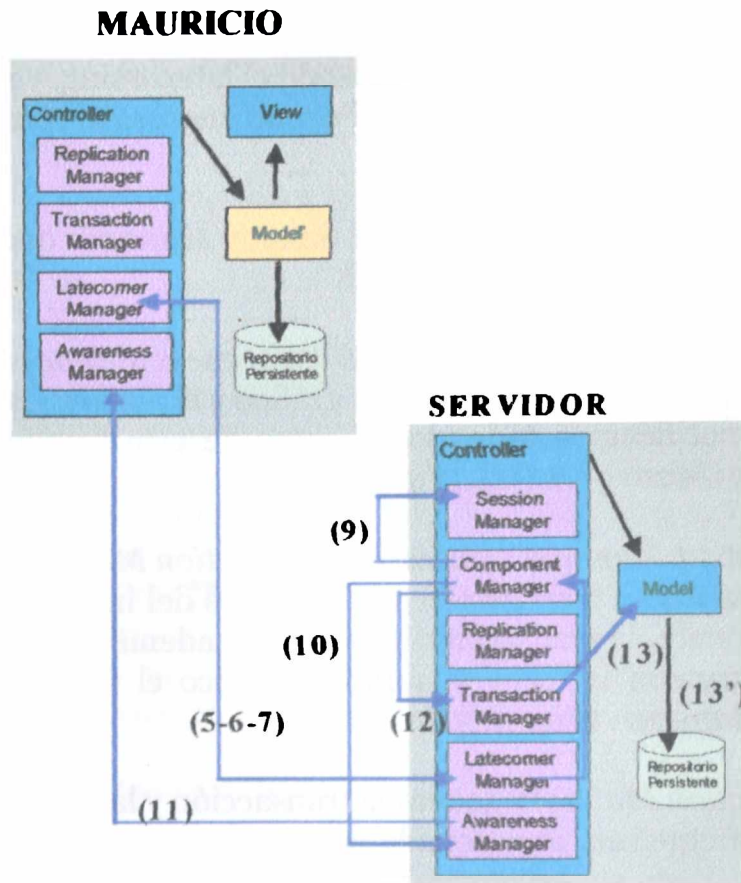 MAURICIO
Controller
View
Replication
Manager
Transaction
Manager
Model'
Latecomer
Manager
Awareness
Manager
Repositorio
Persistente
SERVIDOR
Controller
Session
Manager
(9)
Component
Manager
Model
Replication
Manager
(10)
(13)
(13’)
Transaction
Manager
(5-6-7)
(12)
Latecomer
Manager
Repositorio
Persistente
(11)
Awareness
Manager